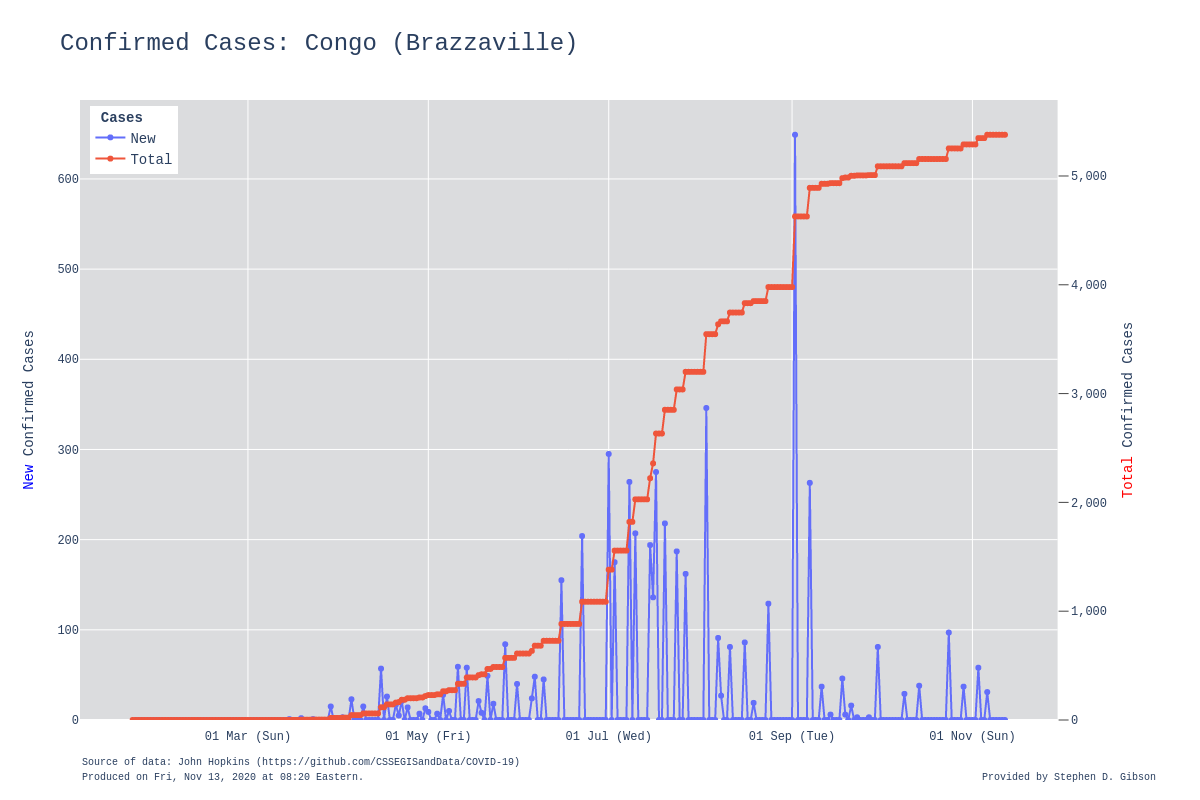 Confirmed Cases: Congo (Brazzaville)
Cases
New
Total
600
500
400
300
200
100
0
5,000
4,000
3,000
2,000
1,000
0
New Confirmed Cases
Total Confirmed Cases
01 Mar (Sun)
01 May (Fri)
01 Jul (Wed)
01 Sep (Tue)
01 Nov (Sun)
Source of data: John Hopkins (https://github.com/CSSEGISandData/COVID-19)
Produced on Fri, Nov 13, 2020 at 08:20 Eastern.
Provided by Stephen D. Gibson